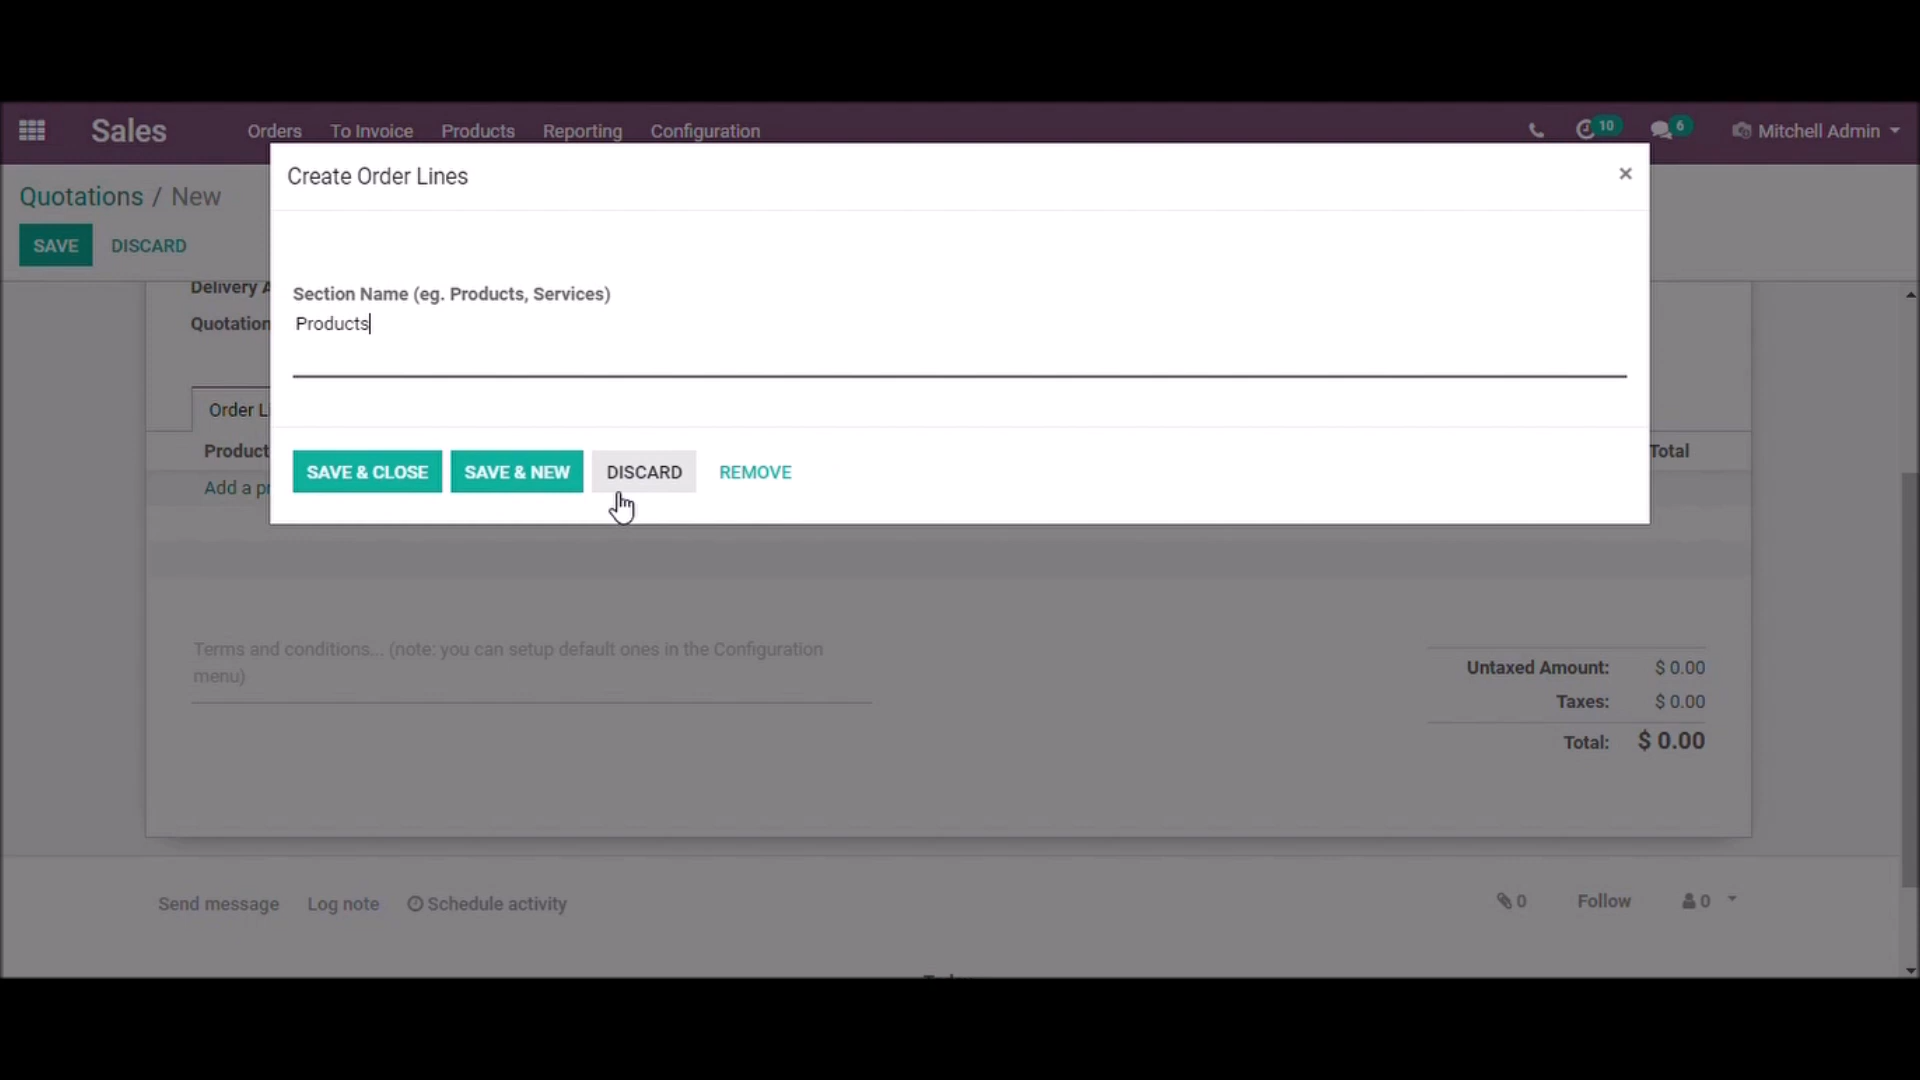 Sales Orders To Invoice Products Reporting Configuration 10 6 Mitchell Admin
Create Order Lines ×
Quotations / New
SAVE DISCARD
Delivery A
Section Name (eg. Products, Services)
Quotation
Products
Order Li
Product
Total
SAVE & CLOSE SAVE & NEW DISCARD REMOVE
Add a pr
Terms and conditions... (note: you can setup default ones in the Configuration
menu)
Untaxed Amount: $ 0.00
Taxes: $ 0.00
Total: $ 0.00
Send message Log note Schedule activity 0 Follow 0